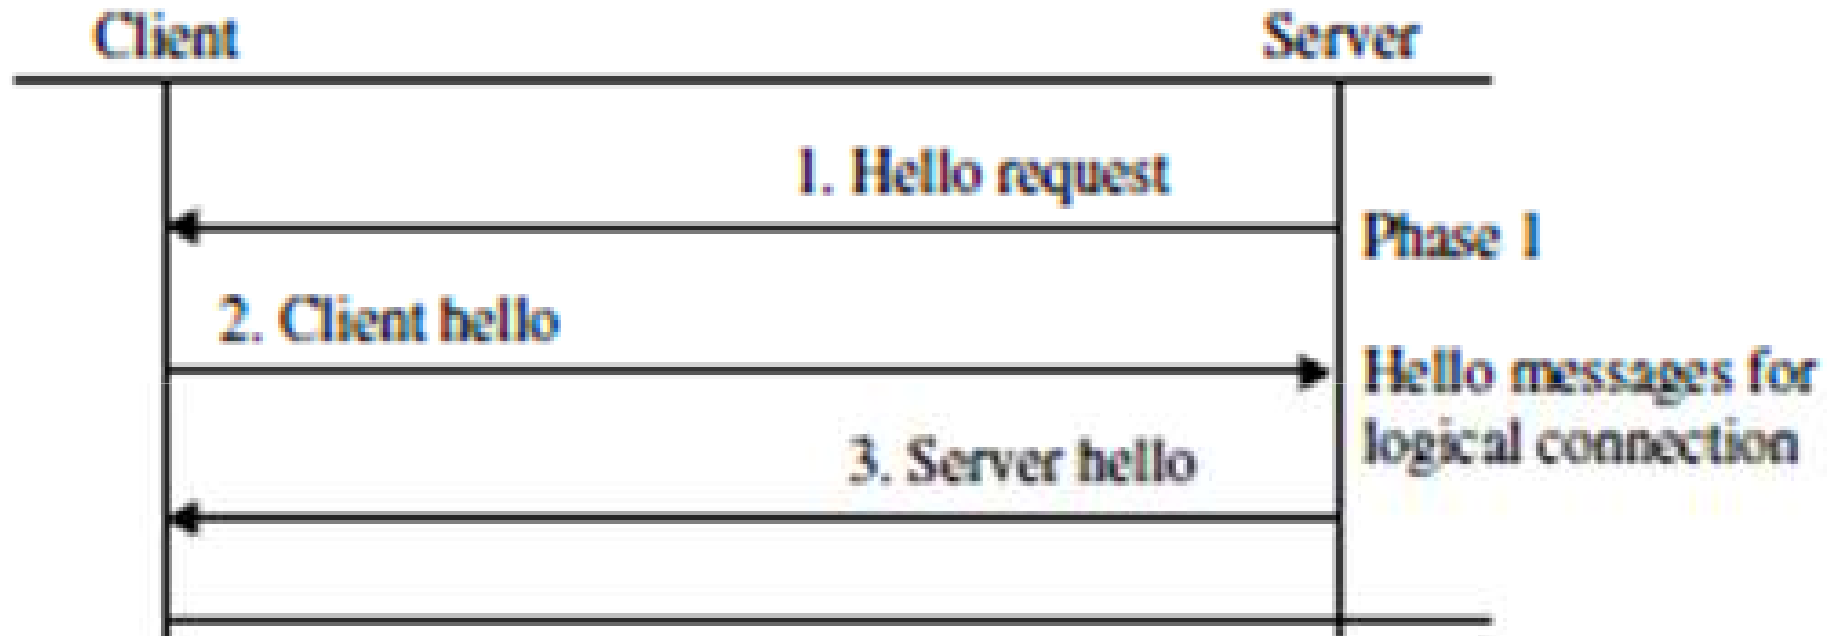 Client
Server
1. Hello request
Phase 1
2. Client hello
Hello messages for
logical connection
3. Server hello